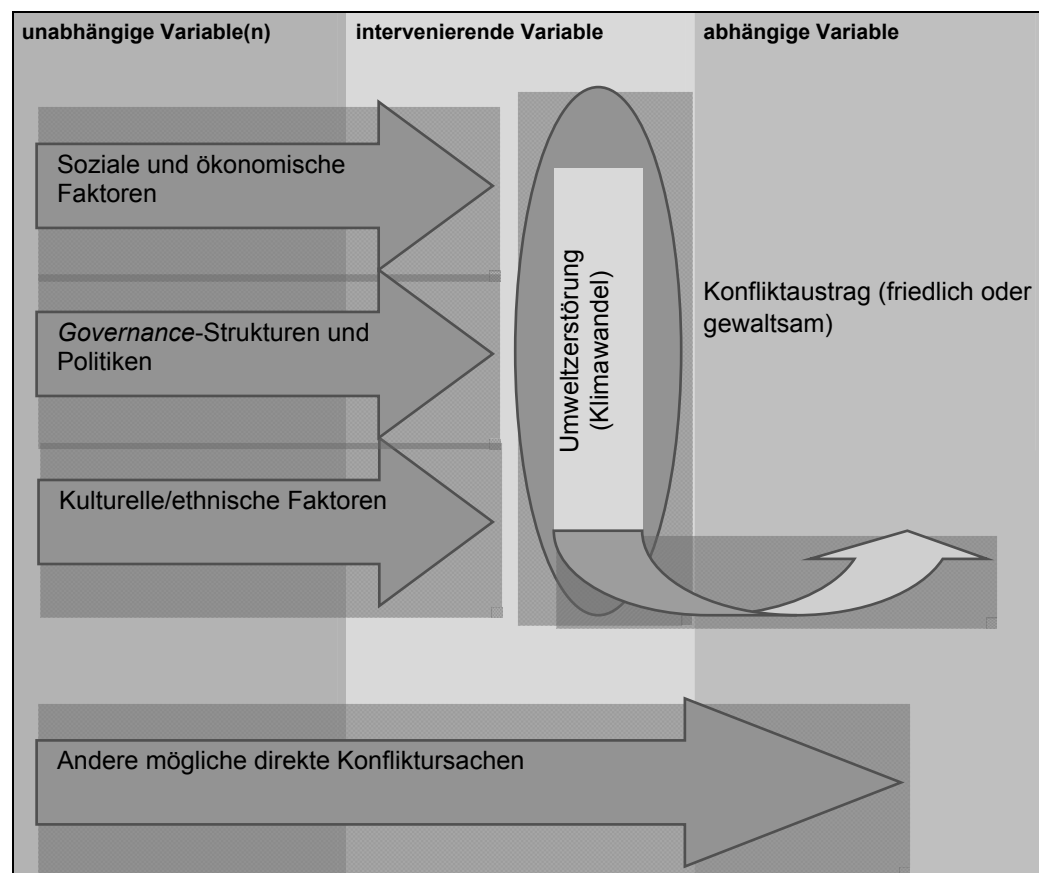 unabhängige Variable(n)
intervenierende Variable
abhängige Variable
Soziale und ökonomische
Faktoren
Governance-Strukturen und
Politiken
Kulturelle/ethnische Faktoren
Umweltzerstörung
(Klimawandel)
Konfliktaustrag (friedlich oder
gewaltsam)
Andere mögliche direkte Konfliktursachen